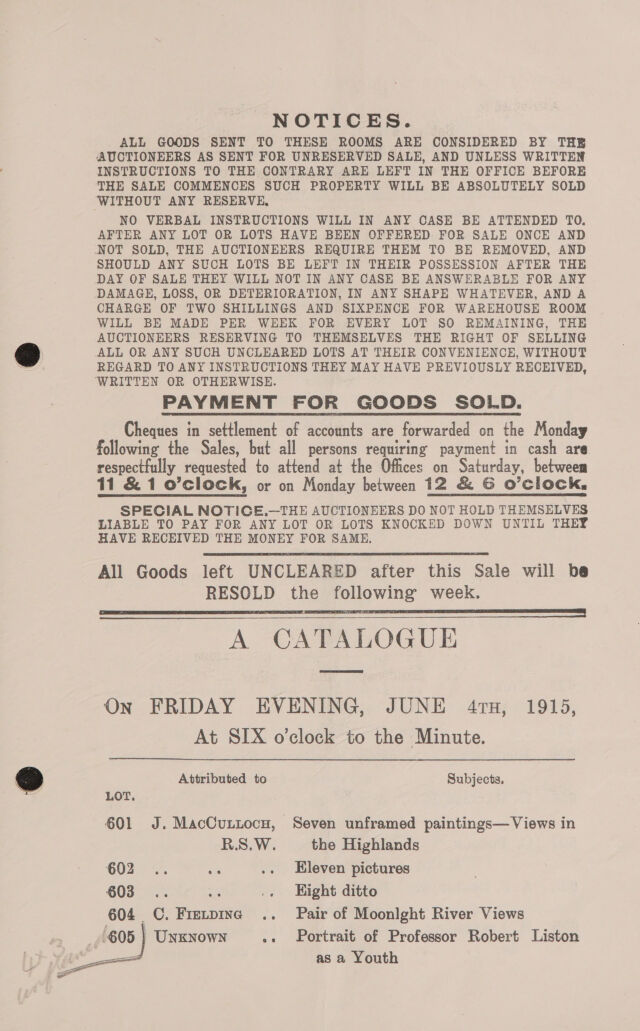 NOTICES.
ALL GOODS SENT TO THESE ROOMS ARE CONSIDERED BY THE
AUCTIONEERS AS SENT FOR UNRESERVED SALE, AND UNLESS WRITTEN
INSTRUCTIONS TO THE CONTRARY ARE LEFT IN THE OFFICE BEFORE
THE SALE COMMENCES SUCH PROPERTY WILL BE ABSOLUTELY SOLD
WITHOUT ANY RESERVE.
NO VERBAL INSTRUCTIONS WILL IN ANY CASE BE ATTENDED TO.
AFTER ANY LOT OR LOTS HAVE BEEN OFFERED FOR SALE ONCE AND
NOT SOLD, THE AUCTIONEERS REQUIRE THEM TO BE REMOVED, AND
SHOULD ANY SUCH LOTS BE LEFT IN THEIR POSSESSION AFTER THE
DAY OF SALE THEY WILL NOT IN ANY CASE BE ANSWERABLE FOR ANY
DAMAGE, LOSS, OR DETERIORATION, IN ANY SHAPE WHATEVER, AND A
CHARGE OF TWO SHILLINGS AND SIXPENCE FOR WAREHOUSE ROOM
WILL BE MADE PER WEEK FOR EVERY LOT SO REMAINING, THE
AUCTIONEERS RESERVING TO THEMSELVES THE RIGHT OF SELLING
ALL OR ANY SUCH UNCLEARED LOTS AT THEIR CONVENIENCE, WITHOUT
REGARD TO ANY INSTRUCTIONS THEY MAY HAVE PREVIOUSLY RECEIVED,
WRITTEN OR OTHERWISE.
PAYMENT FOR GOODS SOLD.
Cheques in settlement of accounts are forwarded on the Monday
following the Sales, but all persons requiring payment in cash are
respectfully requested to attend at the Offices on Saturday, between
11 & 1 o'clock, or on Monday between 12 & 6 o'clock.
SPECIAL NOTICE.—THE AUCTIONEERS DO NOT HOLD THEMSELVES
LIABLE TO PAY FOR ANY LOT OR LOTS KNOCKED DOWN UNTIL THEY
HAVE RECEIVED THE MONEY FOR SAME.
All Goods left UNCLEARED after this Sale will be
RESOLD the following week.
A CATALOGUE
ON FRIDAY EVENING, JUNE 4TH, 1915,
At SIX o'clock to the Minute.
Attributed to Subjects.
LOT.
601 J. MACCULLOCH, Seven unframed paintings—Views in
R.S.W. the Highlands
602 .. .. .. Eleven pictures
603 .. .. .. Eight ditto
604 C. FIELDING .. Pair of Moonlght River Views
605 UNKNOWN .. Portrait of Professor Robert Liston
as a Youth